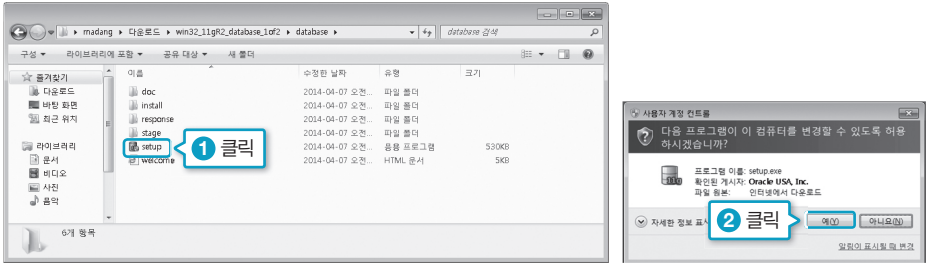 ▸ madang ▸ 다운로드 ▸ win32_11gR2_database_1of2 ▸ database ▸
database 검색
구성 ▾ 라이브러리에 포함 ▾ 공유 대상 ▾ 새 폴더
즐겨찾기
다운로드
바탕 화면
최근 위치
라이브러리
문서
비디오
사진
음악
이름 수정한 날짜 유형 크기
doc 2014-04-07 오전... 파일 폴더
install 2014-04-07 오전... 파일 폴더
response 2014-04-07 오전... 파일 폴더
stage 2014-04-07 오전... 파일 폴더
setup 2014-04-07 오전... 응용 프로그램 530KB
welcome 2014-04-07 오전... HTML 문서 5KB
1 클릭
6개 항목
사용자 계정 컨트롤
다음 프로그램이 이 컴퓨터를 변경할 수 있도록 허용
하시겠습니까?
프로그램 이름: setup.exe
확인된 게시자: Oracle USA, Inc.
파일 원본: 인터넷에서 다운로드
자세한 정보 표시
2 클릭
예(Y)
아니요(N)
알림이 표시될 때 변경